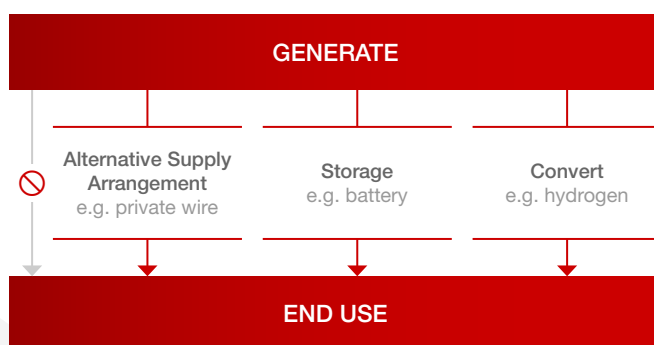 GENERATE
Alternative Supply
Arrangement
e.g. private wire
Storage
e.g. battery
Convert
e.g. hydrogen
END USE